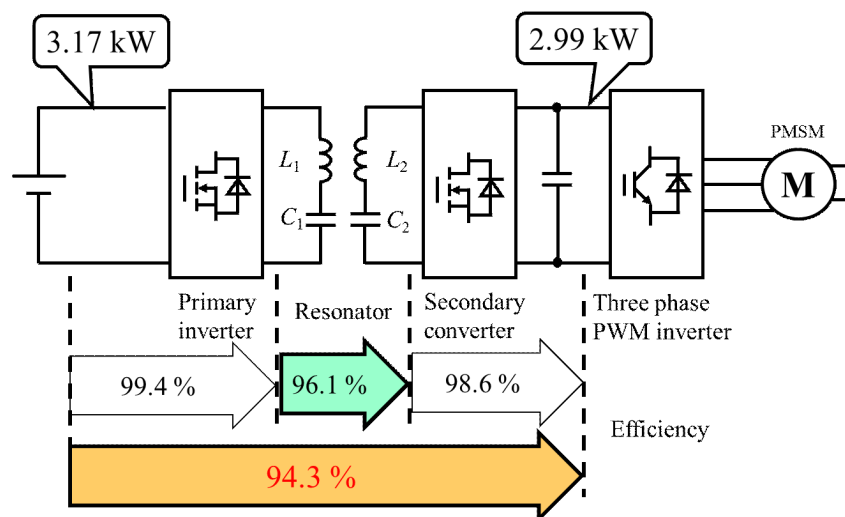 3.17 kW
2.99 kW
PMSM
L1
L2
M
C1
C2
Primary
inverter
Resonator
Secondary
converter
Three phase
PWM inverter
99.4 %
96.1 %
98.6 %
Efficiency
94.3 %